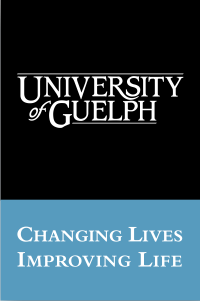 UNIVERSITY
of GUELPH
CHANGING LIVES
IMPROVING LIFE